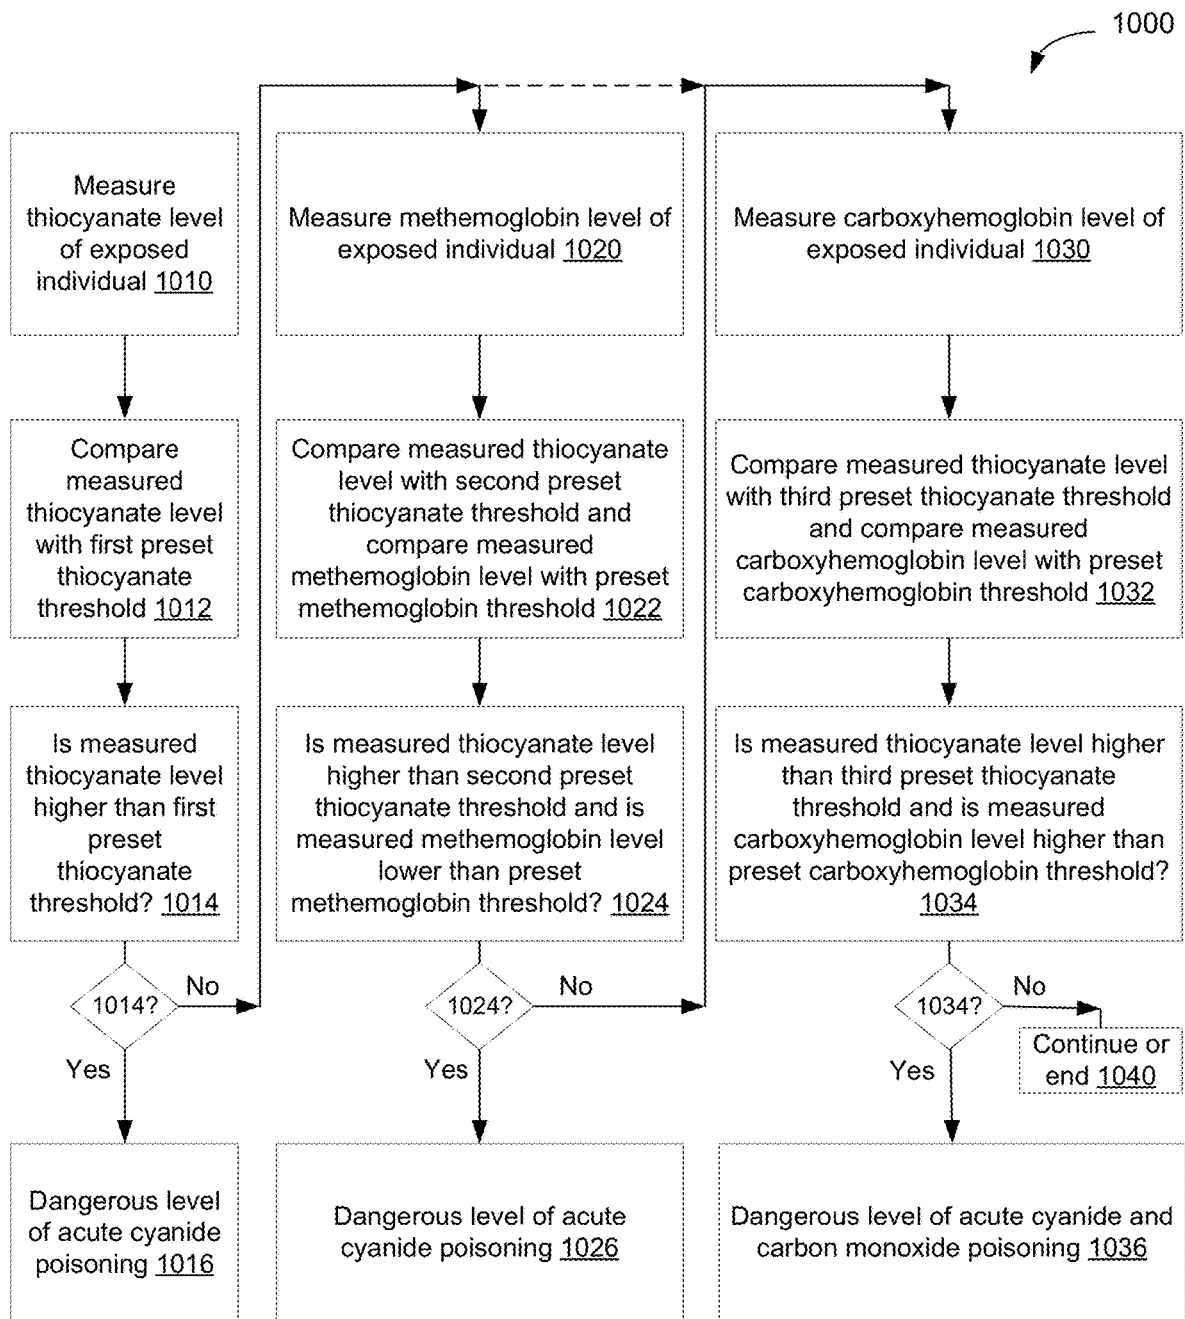 1000
Measure
thiocyanate level
of exposed
individual 1010
Measure methemoglobin level of
exposed individual 1020
Measure carboxyhemoglobin level of
exposed individual 1030
Compare
measured
thiocyanate level
with first preset
thiocyanate
threshold 1012
Compare measured thiocyanate
level with second preset
thiocyanate threshold and
compare measured
methemoglobin level with preset
methemoglobin threshold 1022
Compare measured thiocyanate level
with third preset thiocyanate threshold
and compare measured
carboxyhemoglobin level with preset
carboxyhemoglobin threshold 1032
Is measured
thiocyanate level
higher than first
preset
thiocyanate
threshold? 1014
Is measured thiocyanate level
higher than second preset
thiocyanate threshold and is
measured methemoglobin level
lower than preset
methemoglobin threshold? 1024
Is measured thiocyanate level higher
than third preset thiocyanate
threshold and is measured
carboxyhemoglobin level higher than
preset carboxyhemoglobin threshold?
1034
1014?
No
Yes
1024?
No
Yes
1034?
No
Yes
Continue or
end 1040
Dangerous level
of acute cyanide
poisoning 1016
Dangerous level of acute
cyanide poisoning 1026
Dangerous level of acute cyanide and
carbon monoxide poisoning 1036